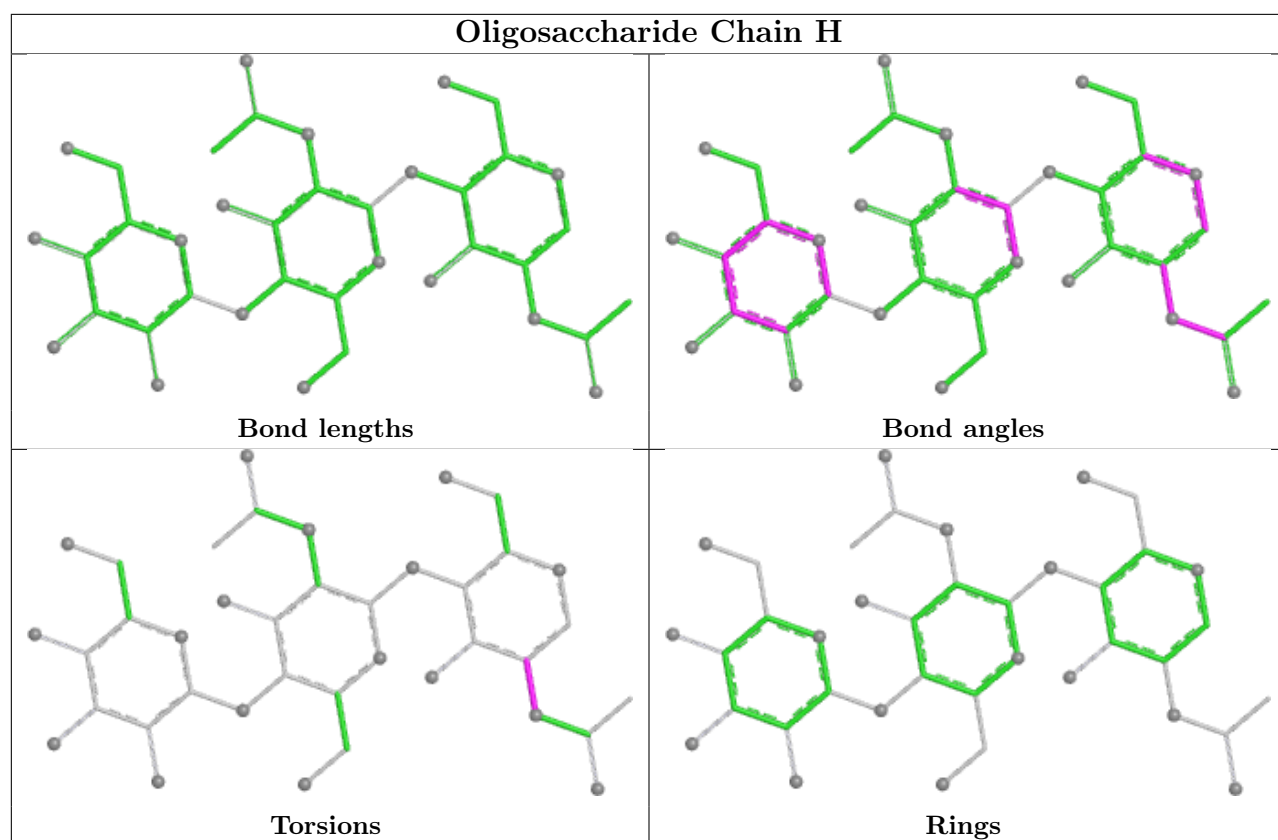 Oligosaccharide Chain H
Bond lengths
Bond angles
Torsions
Rings